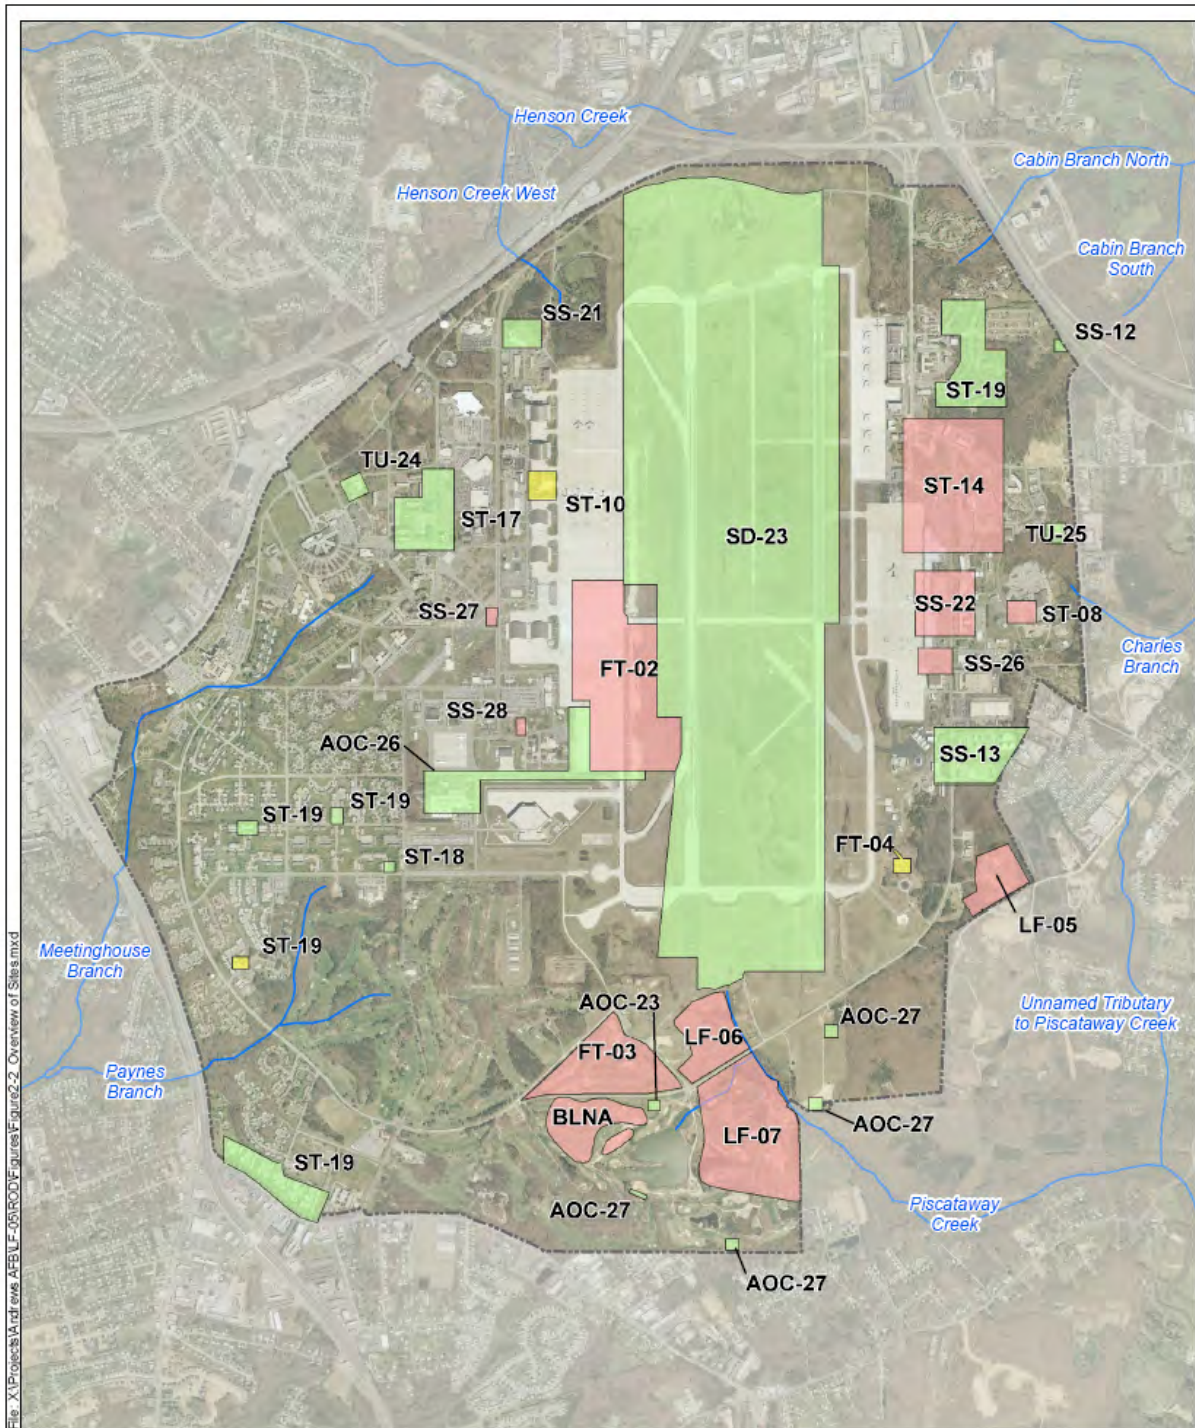 Henson Creek
Cabin Branch North
Henson Creek West
Cabin Branch
South
SS-21
SS-12
ST-19
TU-24
ST-14
ST-10
ST-17
SD-23
TU-25
SS-22
SS-27
ST-08
Charles
Branch
SS-26
FT-02
SS-28
AOC-26
SS-13
ST-19
ST-19
FT-04
ST-18
LF-05
Meetinghouse
Branch
ST-19
AOC-23
Unnamed Tributary
to Piscataway Creek
AOC-27
LF-06
FT-03
Paynes
Branch
BLNA
AOC-27
LF-07
ST-19
AOC-27
Piscataway
Creek
AOC-27
File: X:\Projects\Andrews AFB\LF-05\ROD\Figures\Figure2-2_Overview of Sites.mxd